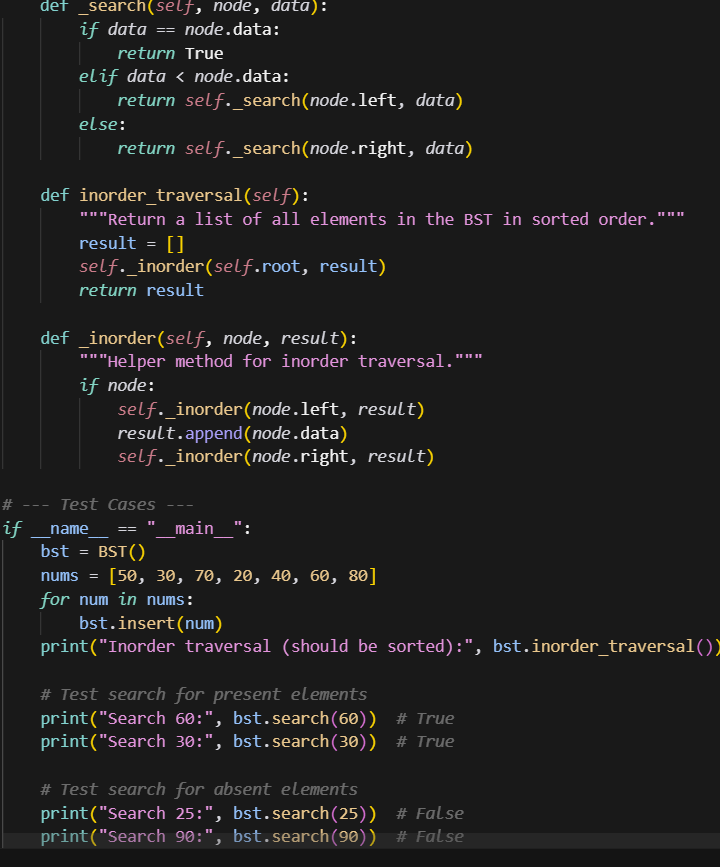 def _search(self, node, data):
if data == node.data:
return True
elif data < node.data:
return self._search(node.left, data)
else:
return self._search(node.right, data)
def inorder_traversal(self):
"""Return a list of all elements in the BST in sorted order."""
result = []
self._inorder(self.root, result)
return result
def _inorder(self, node, result):
"""Helper method for inorder traversal."""
if node:
self._inorder(node.left, result)
result.append(node.data)
self._inorder(node.right, result)
# --- Test Cases ---
if __name__ == "__main__":
bst = BST()
nums = [50, 30, 70, 20, 40, 60, 80]
for num in nums:
bst.insert(num)
print("Inorder traversal (should be sorted):", bst.inorder_traversal())
# Test search for present elements
print("Search 60:", bst.search(60)) # True
print("Search 30:", bst.search(30)) # True
# Test search for absent elements
print("Search 25:", bst.search(25)) # False
print("Search 90:", bst.search(90)) # False